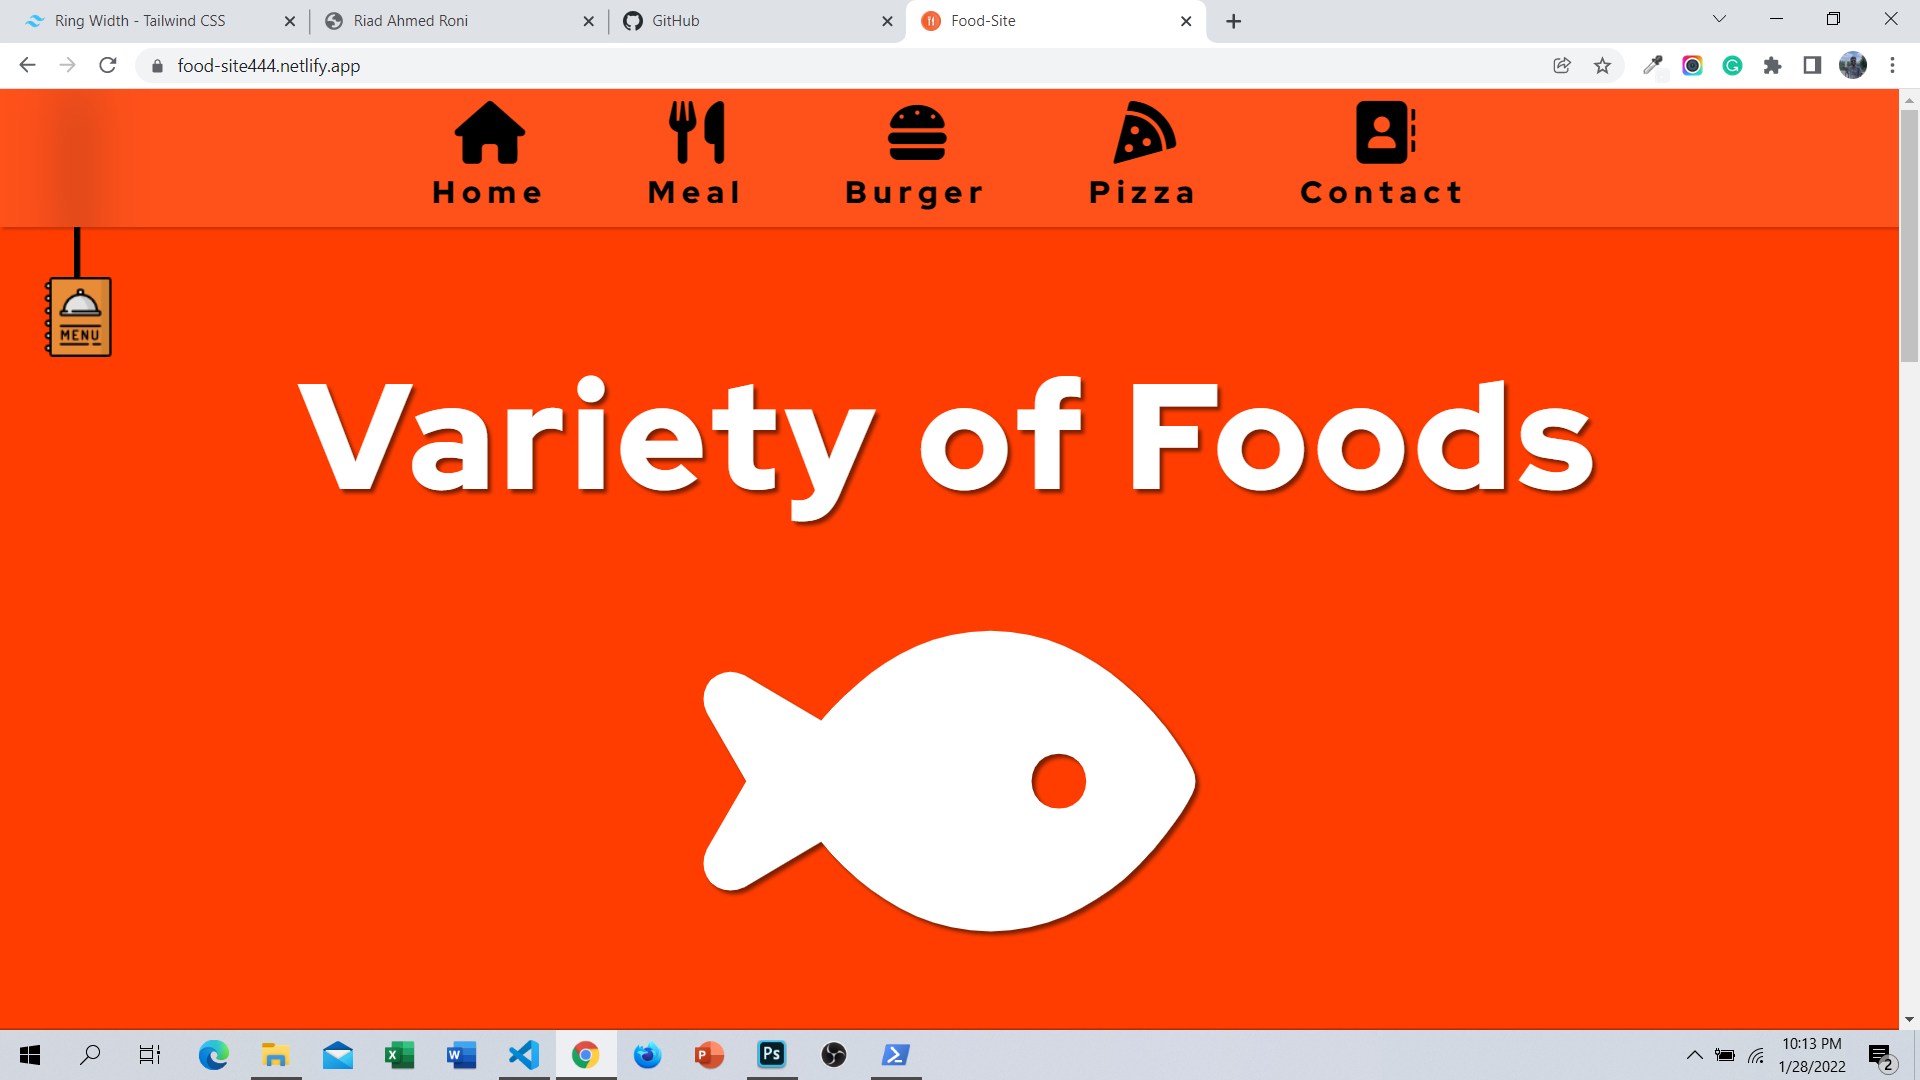 Ring Width - Tailwind CSS
Riad Ahmed Roni
GitHub
Food-Site
food-site444.netlify.app
Home
Meal
Burger
Pizza
Contact
MENU
Variety of Foods
10:13 PM
1/28/2022
2